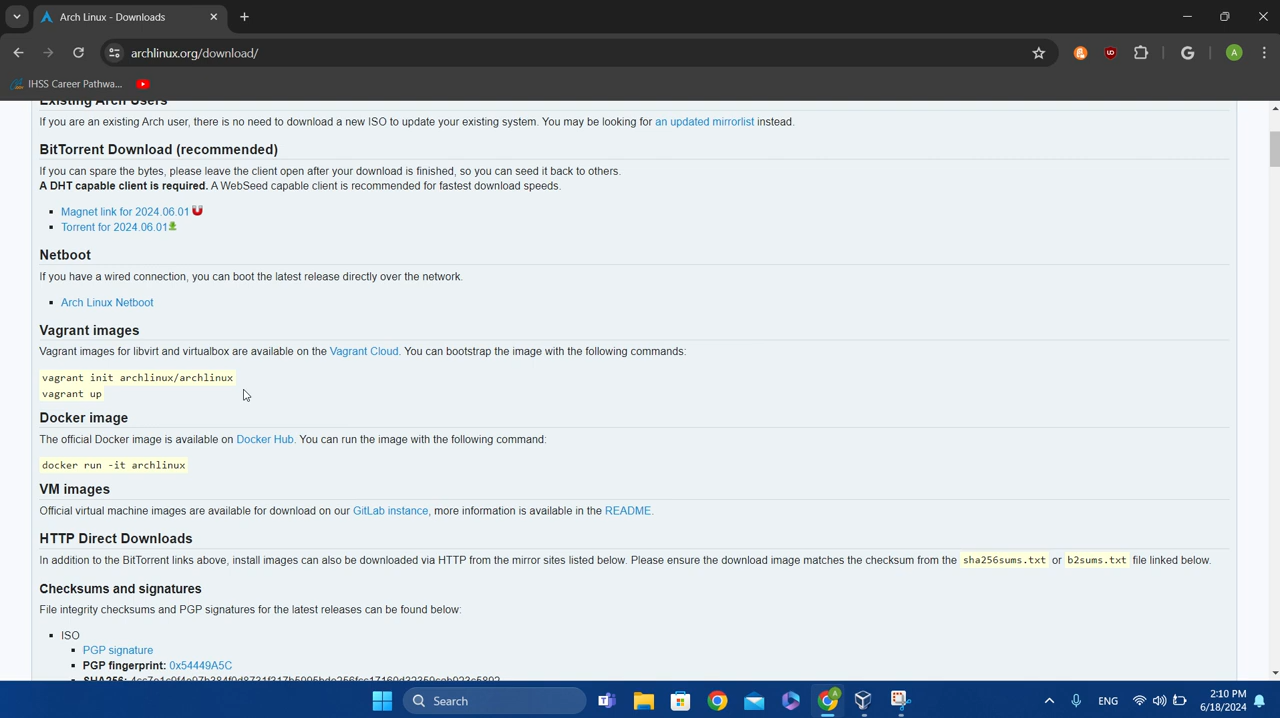 Arch Linux - Downloads
archlinux.org/download/
A
IHSS Career Pathwa...
Existing Arch Users
If you are an existing Arch user, there is no need to download a new ISO to update your existing system. You may be looking for an updated mirrorlist instead.
BitTorrent Download (recommended)
If you can spare the bytes, please leave the client open after your download is finished, so you can seed it back to others.
A DHT capable client is required. A WebSeed capable client is recommended for fastest download speeds.
Magnet link for 2024.06.01
Torrent for 2024.06.01
Netboot
If you have a wired connection, you can boot the latest release directly over the network.
Arch Linux Netboot
Vagrant images
Vagrant images for libvirt and virtualbox are available on the Vagrant Cloud. You can bootstrap the image with the following commands:
vagrant init archlinux/archlinux
vagrant up
Docker image
The official Docker image is available on Docker Hub. You can run the image with the following command:
docker run -it archlinux
VM images
Official virtual machine images are available for download on our GitLab instance, more information is available in the README.
HTTP Direct Downloads
In addition to the BitTorrent links above, install images can also be downloaded via HTTP from the mirror sites listed below. Please ensure the download image matches the checksum from the sha256sums.txt or b2sums.txt file linked below.
Checksums and signatures
File integrity checksums and PGP signatures for the latest releases can be found below:
ISO
PGP signature
PGP fingerprint: 0x54449A5C
SHA256:
Search
ENG
2:10 PM
6/18/2024